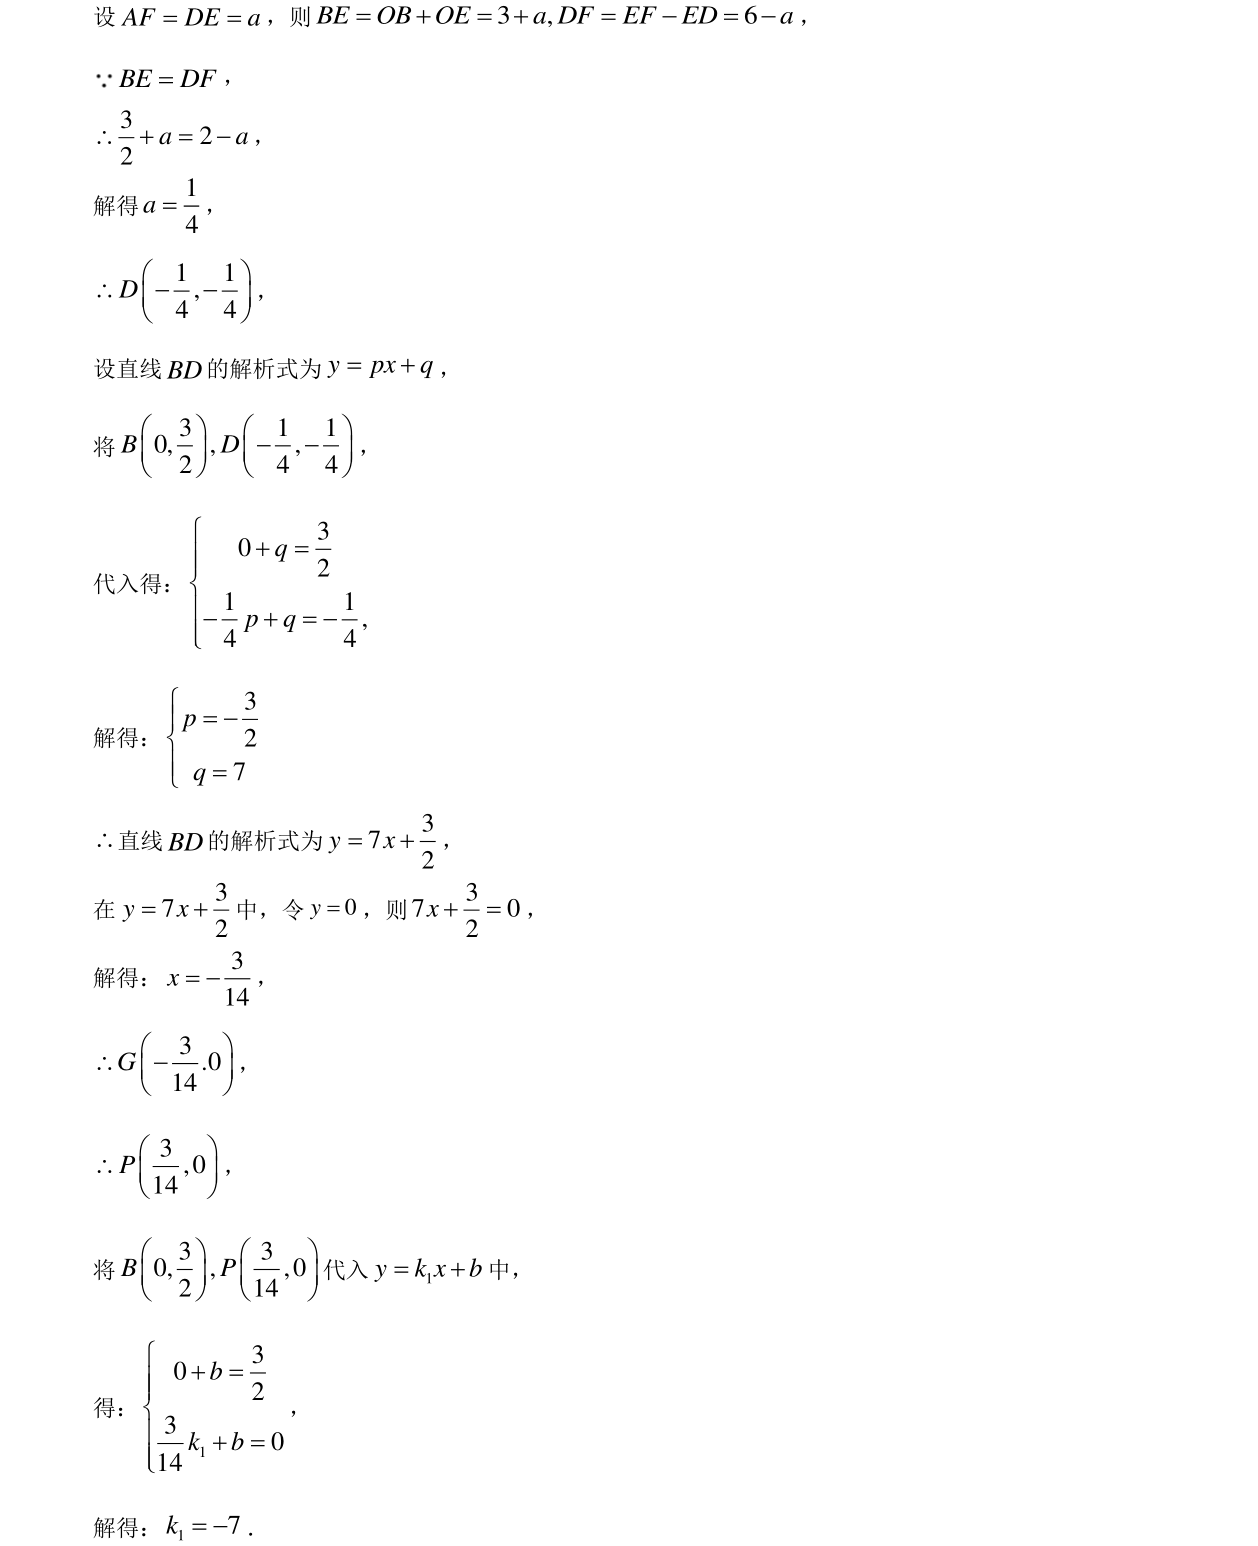 设 AF = DE = a，则 BE = OB + OE = 3 + a, DF = EF − ED = 6 − a，
∵ BE = DF，
∴ 3/2 + a = 2 − a，
解得 a = 1/4，
∴ D(−1/4, −1/4)，
设直线 BD 的解析式为 y = px + q，
将 B(0, 3/2), D(−1/4, −1/4)，
代入得：{ 0 + q = 3/2
−1/4 p + q = −1/4,
解得：{ p = −3/2
q = 7
∴ 直线 BD 的解析式为 y = 7x + 3/2，
在 y = 7x + 3/2 中，令 y = 0，则 7x + 3/2 = 0，
解得：x = −3/14，
∴ G(−3/14.0)，
∴ P(3/14, 0)，
将 B(0, 3/2), P(3/14, 0) 代入 y = k₁x + b 中，
得：{ 0 + b = 3/2
3/14 k₁ + b = 0 ，
解得：k₁ = −7．